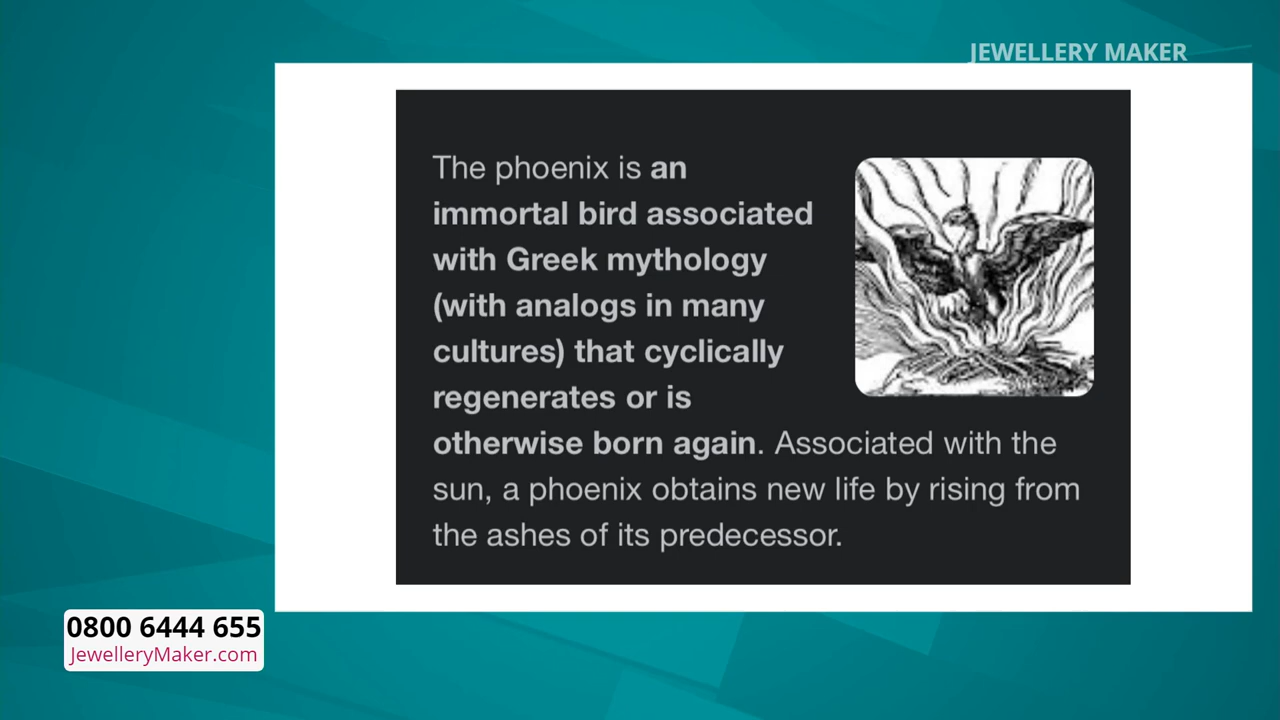 JEWELLERY MAKER
The phoenix is an
immortal bird associated
with Greek mythology
(with analogs in many
cultures) that cyclically
regenerates or is
otherwise born again. Associated with the
sun, a phoenix obtains new life by rising from
the ashes of its predecessor.
0800 6444 655
JewelleryMaker.com